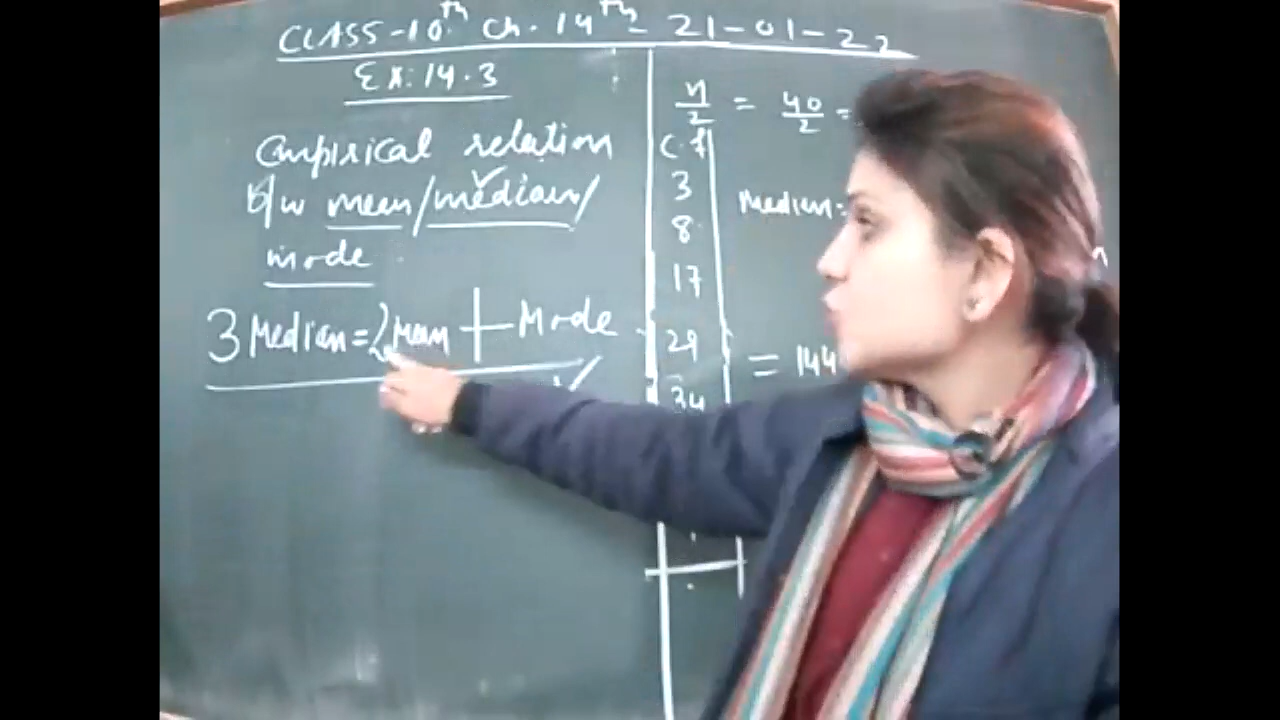 CLASS-10th Ch. 14th 21-01-22
Ex: 14.3
empirical relation
b/w mean/median/
mode
3 Median = 2 Mean + Mode
n/2 = 40/2 =
c.f
3
8
17
29
34
Median
= 144